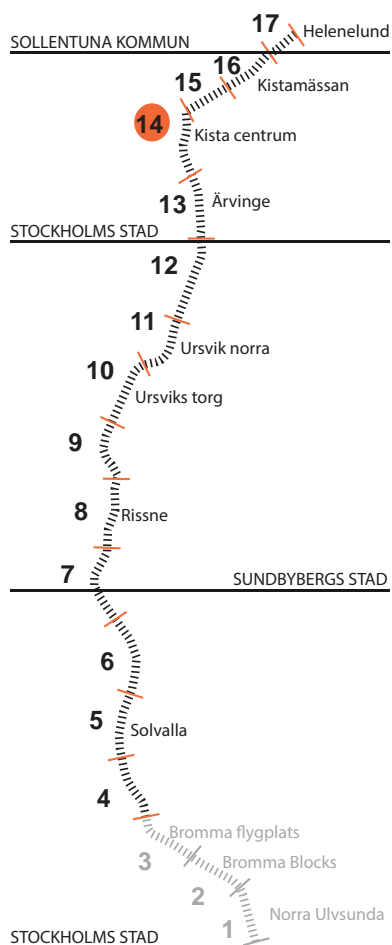 17
Helenelund
SOLLENTUNA KOMMUN
16
15
Kistamässan
14
Kista centrum
13
Ärvinge
STOCKHOLMS STAD
12
11
Ursvik norra
10
Ursviks torg
9
8
Rissne
7
SUNDBYBERGS STAD
6
5
Solvalla
4
Bromma flygplats
3
Bromma Blocks
2
Norra Ulvsunda
1
STOCKHOLMS STAD